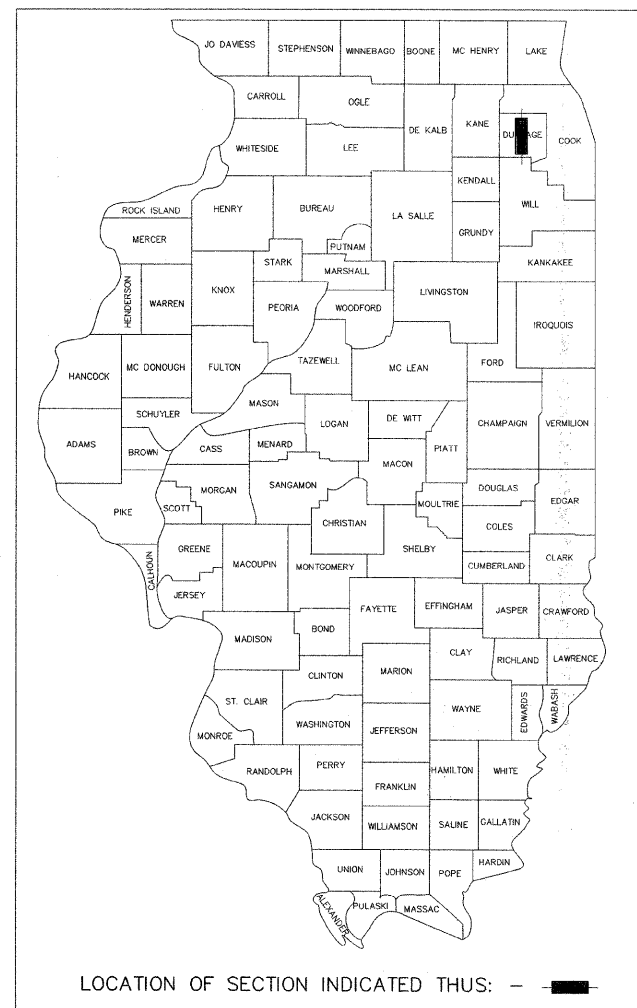 JO DAVIESS
STEPHENSON
WINNEBAGO
BOONE
MC HENRY
LAKE
CARROLL
OGLE
DE KALB
KANE
COOK
WHITESIDE
LEE
KENDALL
WILL
ROCK ISLAND
HENRY
BUREAU
LA SALLE
GRUNDY
MERCER
PUTNAM
STARK
MARSHALL
KANKAKEE
HENDERSON
WARREN
KNOX
PEORIA
WOODFORD
LIVINGSTON
IROQUOIS
HANCOCK
MC DONOUGH
FULTON
TAZEWELL
MC LEAN
FORD
MASON
SCHUYLER
LOGAN
DE WITT
CHAMPAIGN
VERMILION
ADAMS
BROWN
CASS
MENARD
PIATT
MACON
PIKE
SCOTT
MORGAN
SANGAMON
MOULTRIE
DOUGLAS
EDGAR
CHRISTIAN
COLES
CALHOUN
GREENE
MACOUPIN
MONTGOMERY
SHELBY
CUMBERLAND
CLARK
JERSEY
FAYETTE
EFFINGHAM
JASPER
CRAWFORD
MADISON
BOND
CLAY
RICHLAND
LAWRENCE
CLINTON
MARION
ST. CLAIR
WAYNE
EDWARDS
WABASH
WASHINGTON
JEFFERSON
MONROE
RANDOLPH
PERRY
HAMILTON
WHITE
FRANKLIN
JACKSON
WILLIAMSON
SALINE
GALLATIN
UNION
JOHNSON
POPE
HARDIN
ALEXANDER
PULASKI
MASSAC
LOCATION OF SECTION INDICATED THUS: –